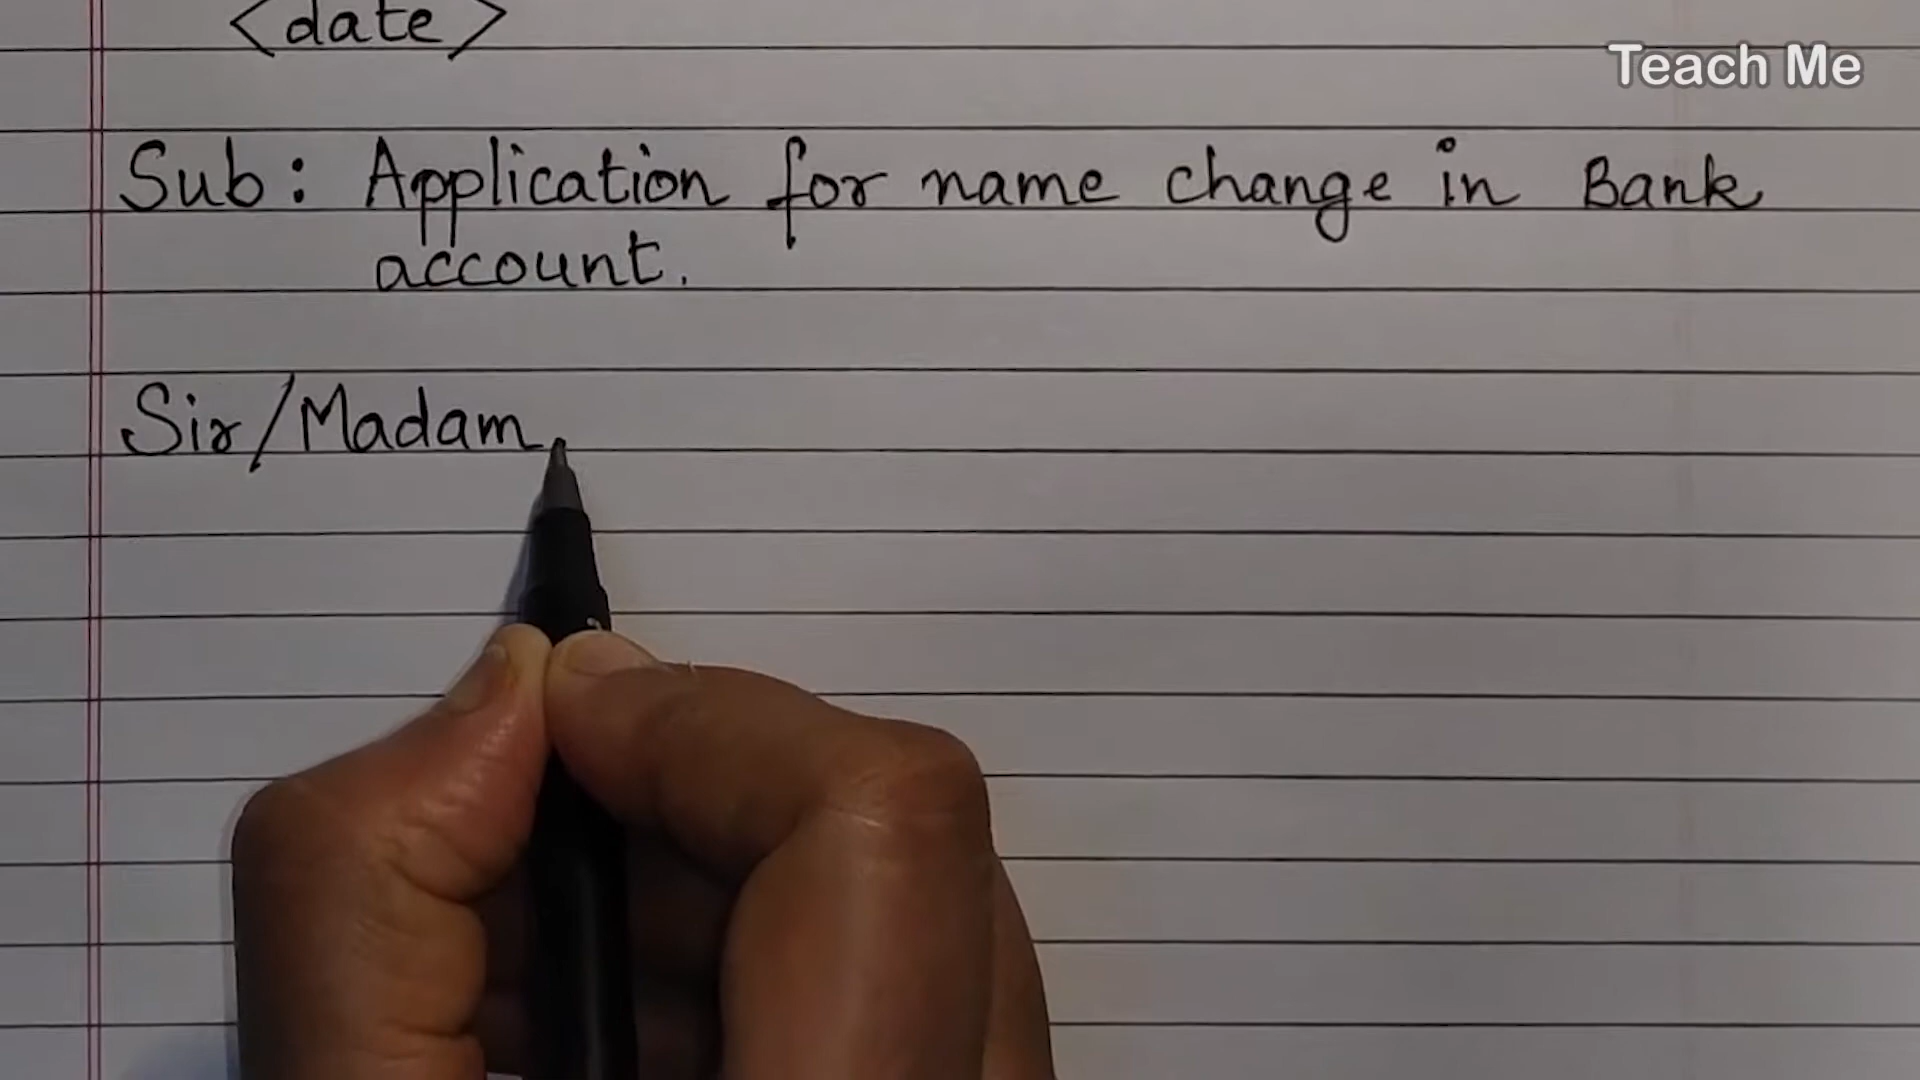 <date>
Teach Me
Sub: Application for name change in Bank
account.
Sir/Madam,